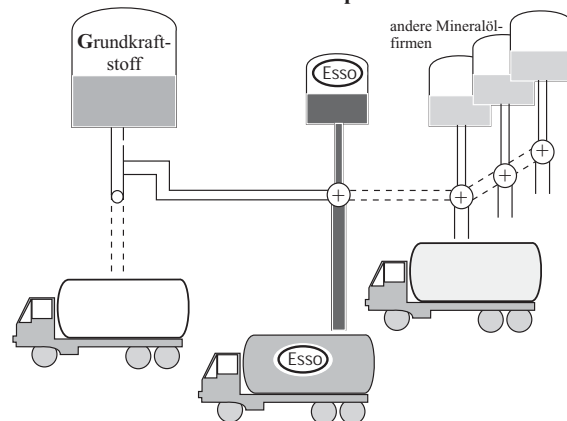 Grundkraft-
stoff
Esso
andere Mineralöl-
firmen
Esso